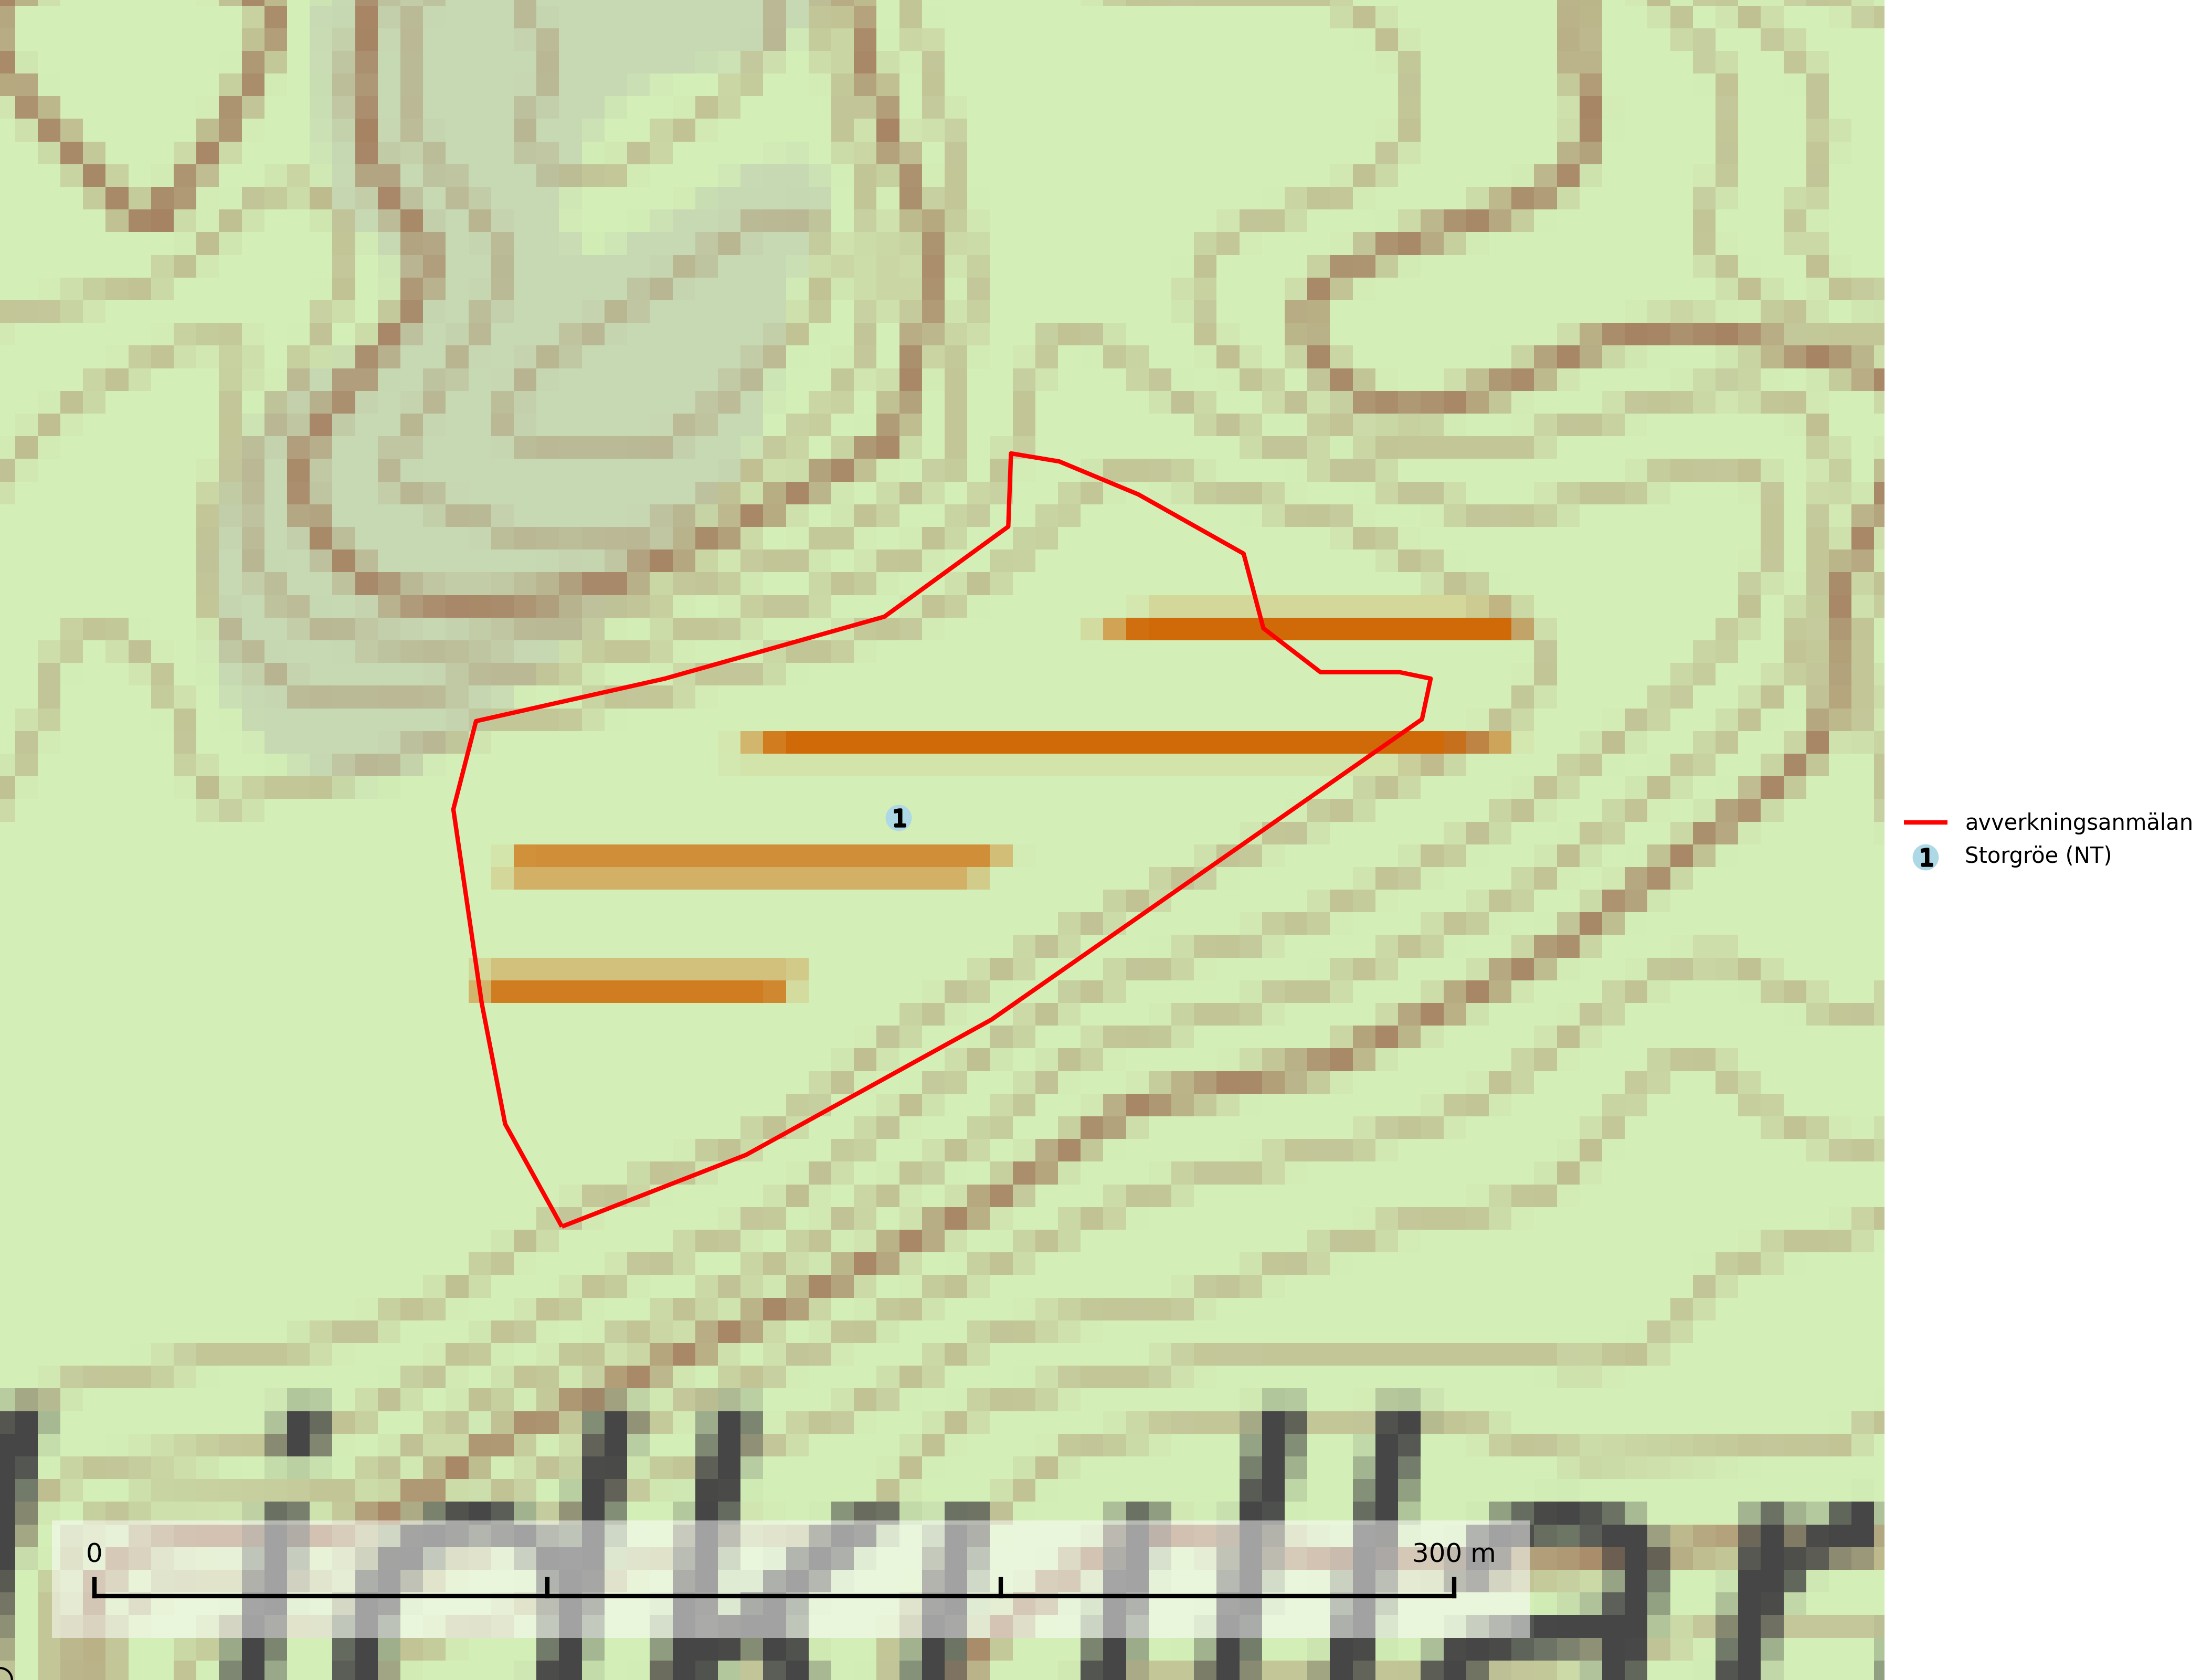 1
avverkningsanmälan
1 Storgröe (NT)
0 300 m